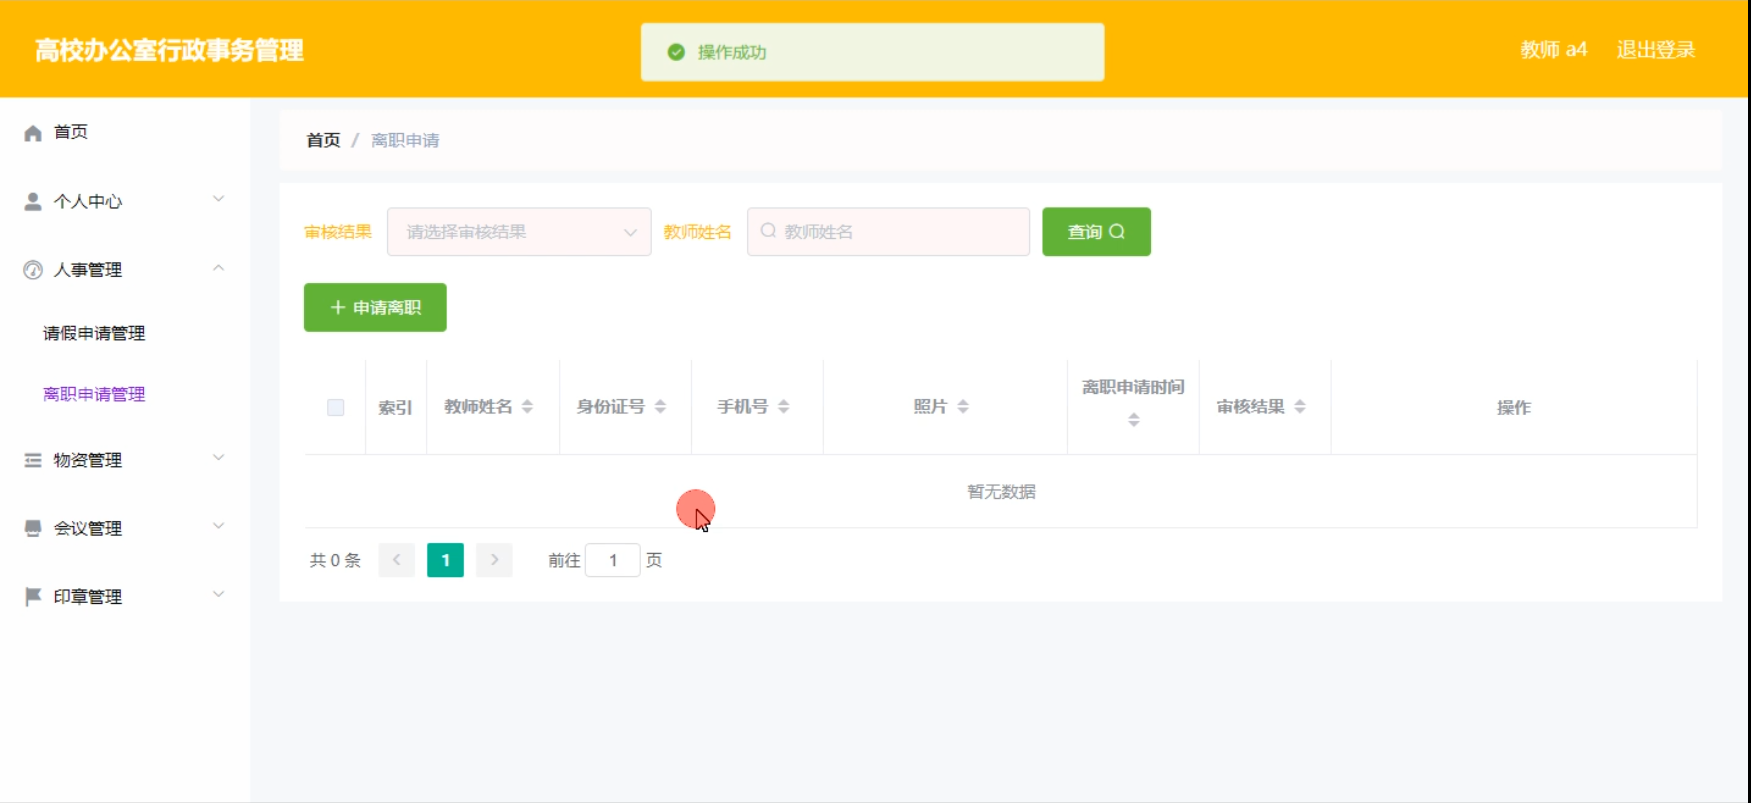 高校办公室行政事务管理
操作成功
教师 a4 退出登录
首页
个人中心
人事管理
请假申请管理
离职申请管理
物资管理
会议管理
印章管理
首页 / 离职申请
审核结果 请选择审核结果 教师姓名 教师姓名 查询
+ 申请离职
索引 教师姓名 身份证号 手机号 照片 离职申请时间 审核结果 操作
暂无数据
共 0 条 < 1 > 前往 1 页